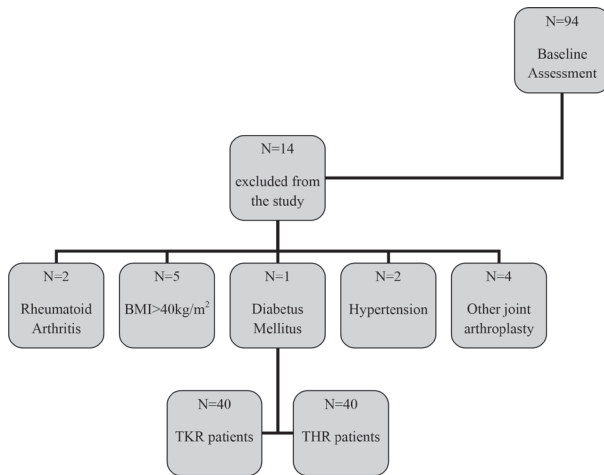 N=94
Baseline
Assessment
N=14
excluded from
the study
N=2
Rheumatoid
Arthritis
N=5
BMI>40kg/m²
N=1
Diabetus
Mellitus
N=2
Hypertension
N=4
Other joint
arthroplasty
N=40
TKR patients
N=40
THR patients